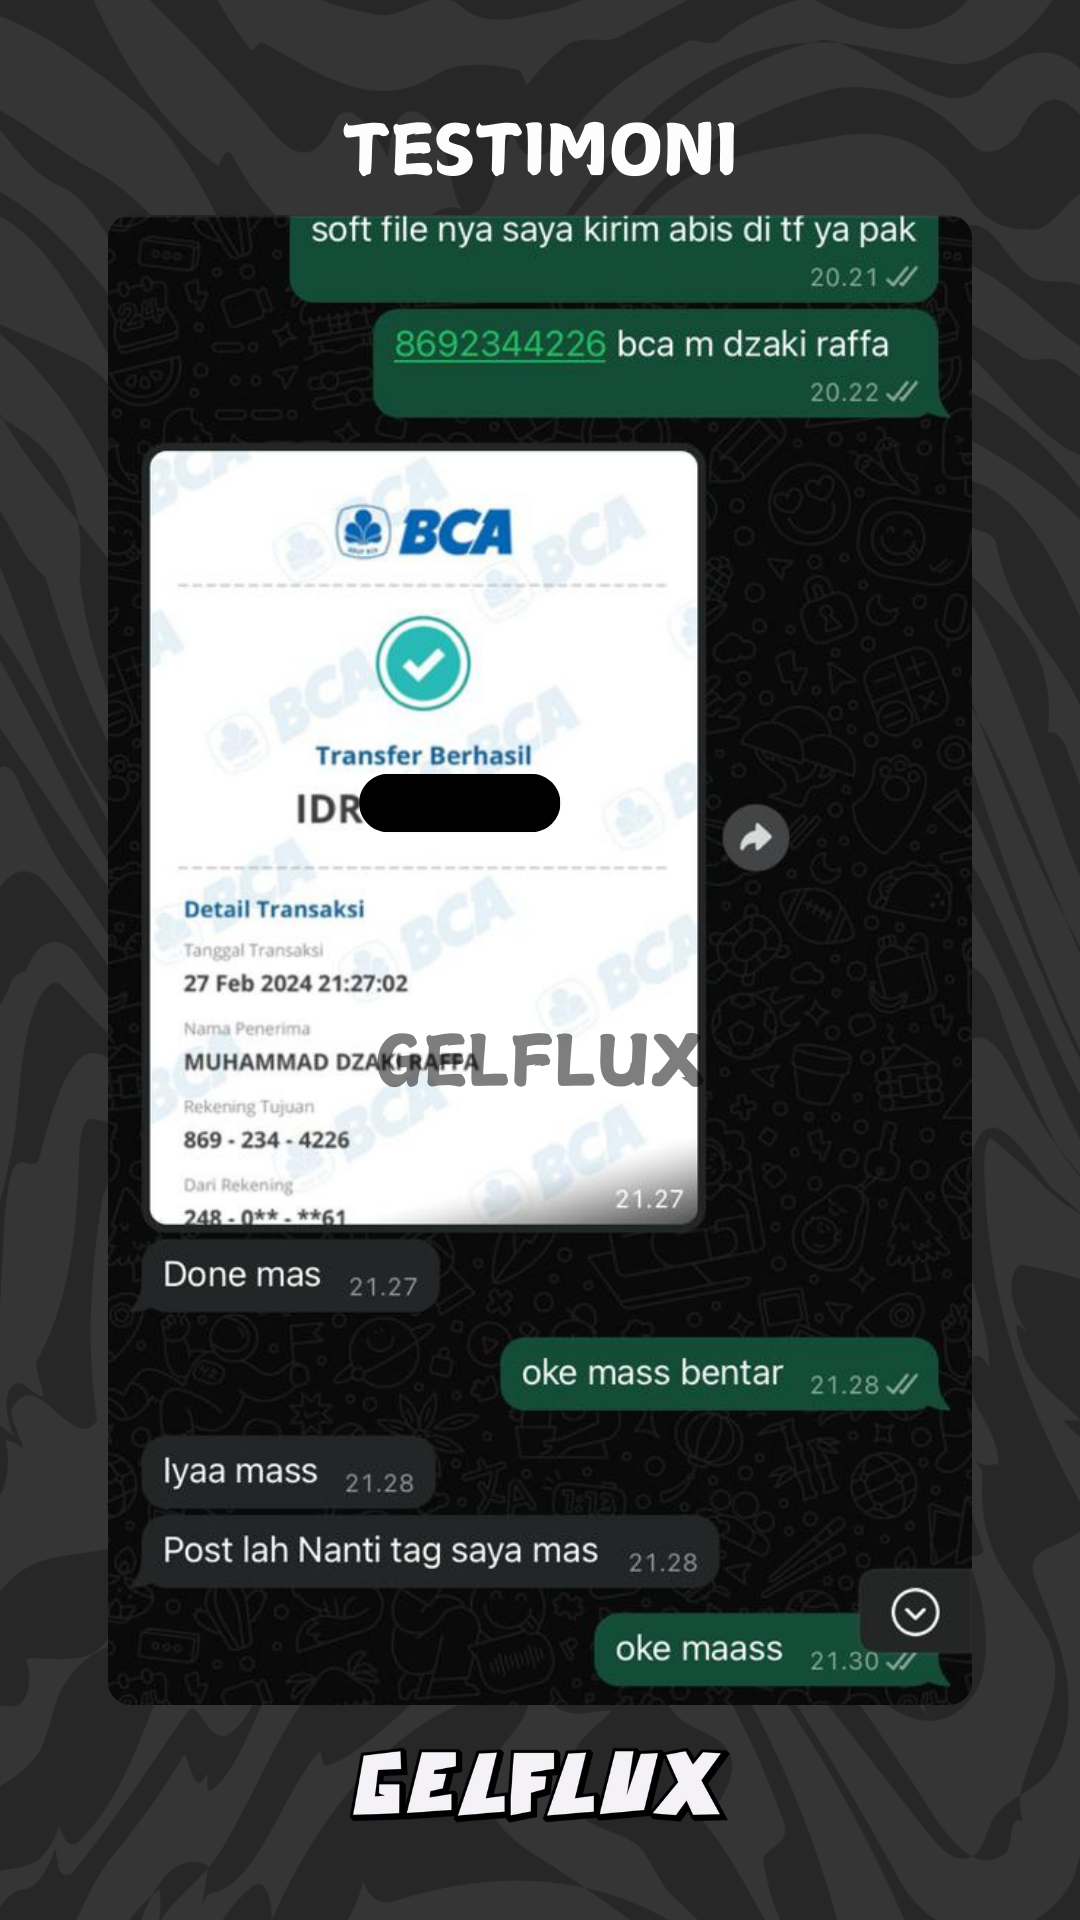 TESTIMONI
soft file nya saya kirim abis di tf ya pak
20.21
8692344226 bca m dzaki raffa
20.22
BCA
Transfer Berhasil
IDR
Detail Transaksi
Tanggal Transaksi
27 Feb 2024 21:27:02
Nama Penerima
MUHAMMAD DZAKI RAFFA
GELFLUX
Rekening Tujuan
869 - 234 - 4226
Dari Rekening
248 - 0** - **61
21.27
Done mas 21.27
oke mass bentar 21.28
Iyaa mass 21.28
Post lah Nanti tag saya mas 21.28
oke maass 21.30
GELFLUX